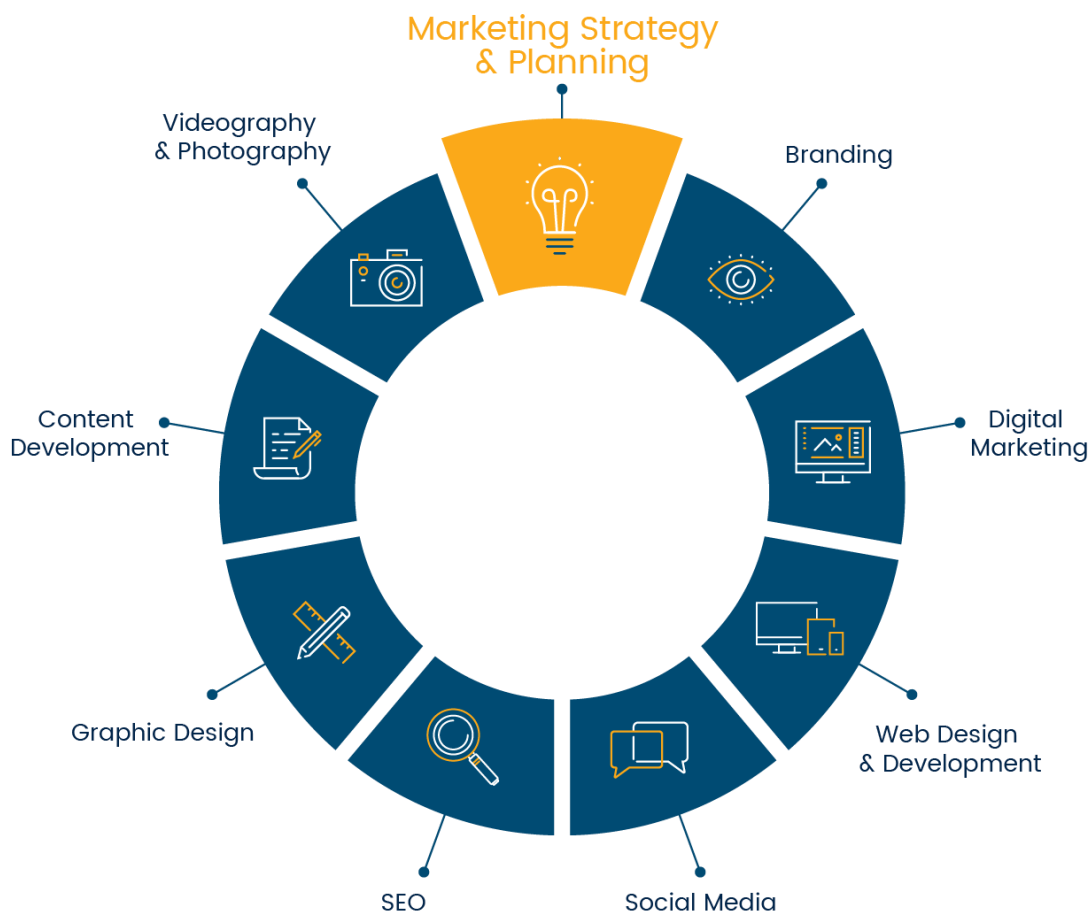 Marketing Strategy
& Planning
Videography
& Photography
Branding
Content
Development
Digital
Marketing
Graphic Design
Web Design
& Development
SEO
Social Media